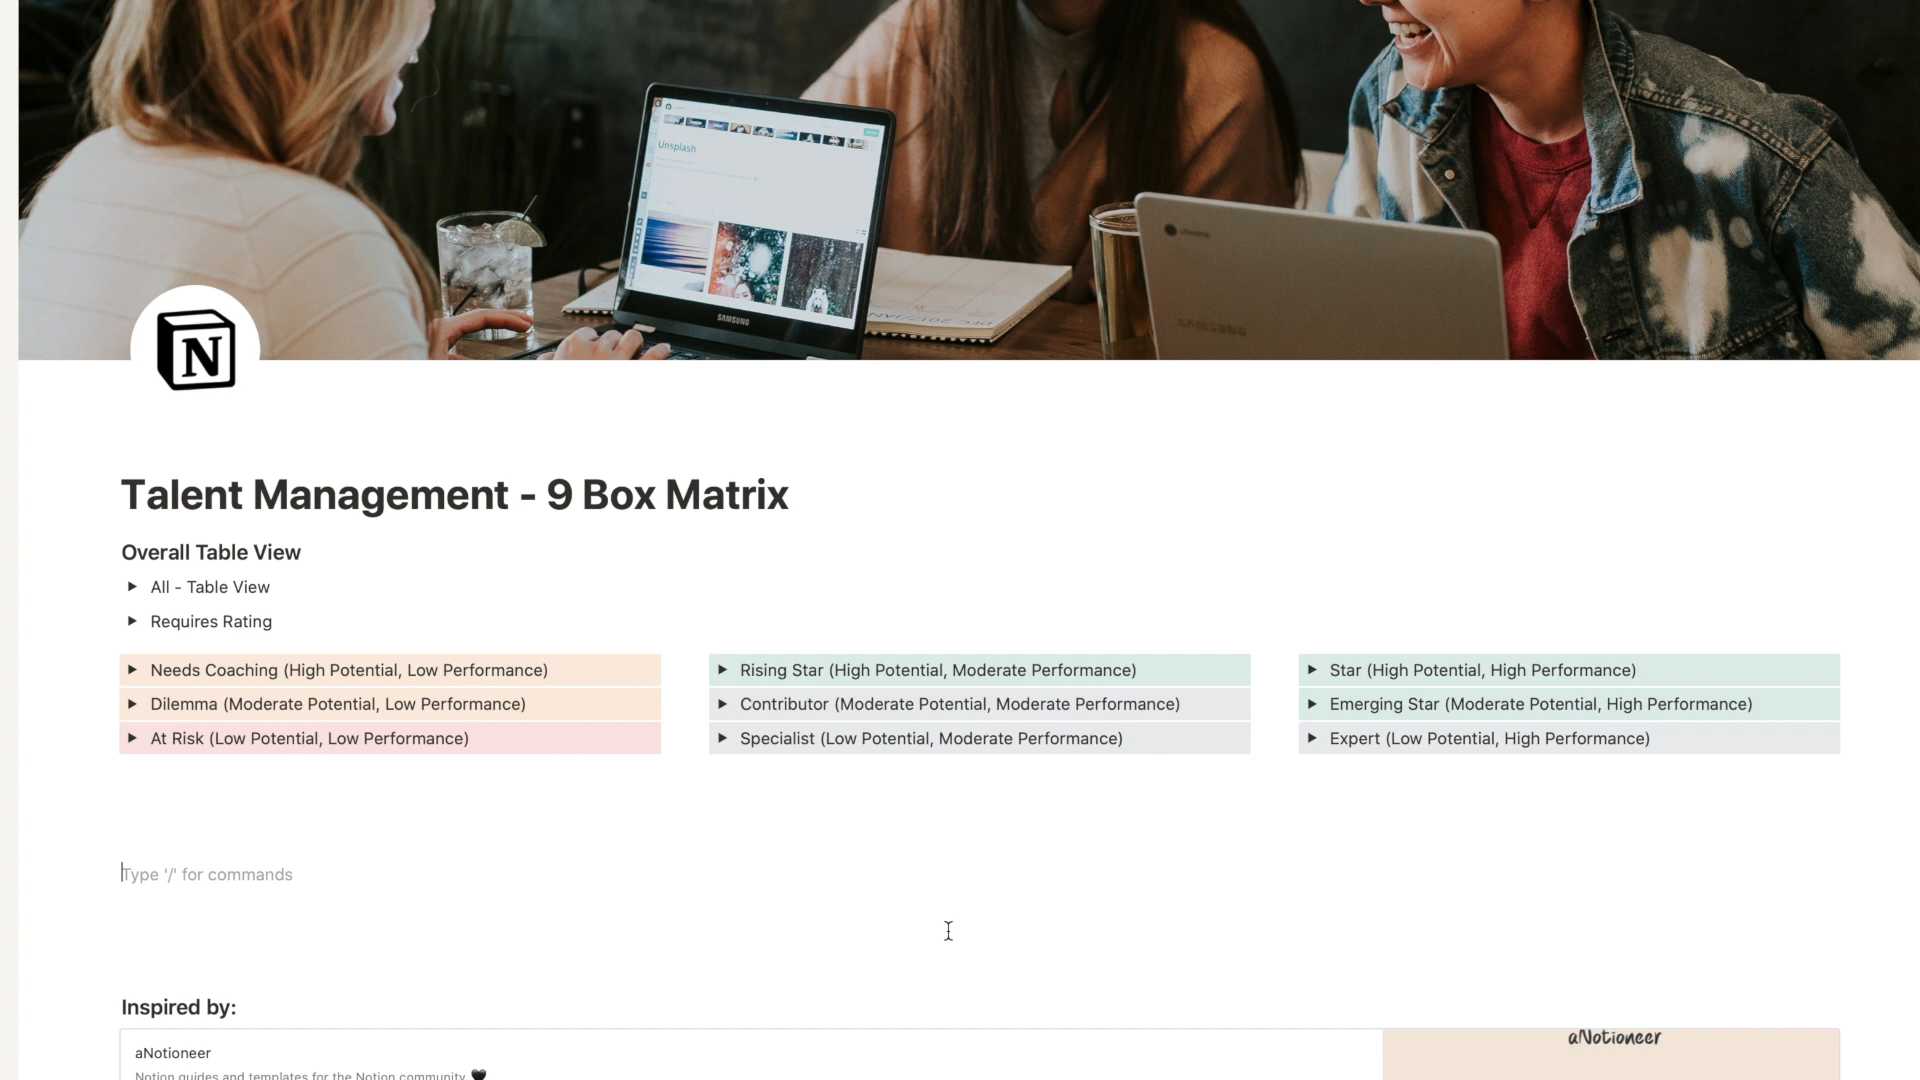 Unsplash
SAMSUNG
chrome
SAMSUNG
N
Talent Management - 9 Box Matrix
Overall Table View
All - Table View
Requires Rating
Needs Coaching (High Potential, Low Performance)
Dilemma (Moderate Potential, Low Performance)
At Risk (Low Potential, Low Performance)
Rising Star (High Potential, Moderate Performance)
Contributor (Moderate Potential, Moderate Performance)
Specialist (Low Potential, Moderate Performance)
Star (High Potential, High Performance)
Emerging Star (Moderate Potential, High Performance)
Expert (Low Potential, High Performance)
Type '/' for commands
Inspired by:
aNotioneer
Notion guides and templates for the Notion community 🖤
aNotioneer